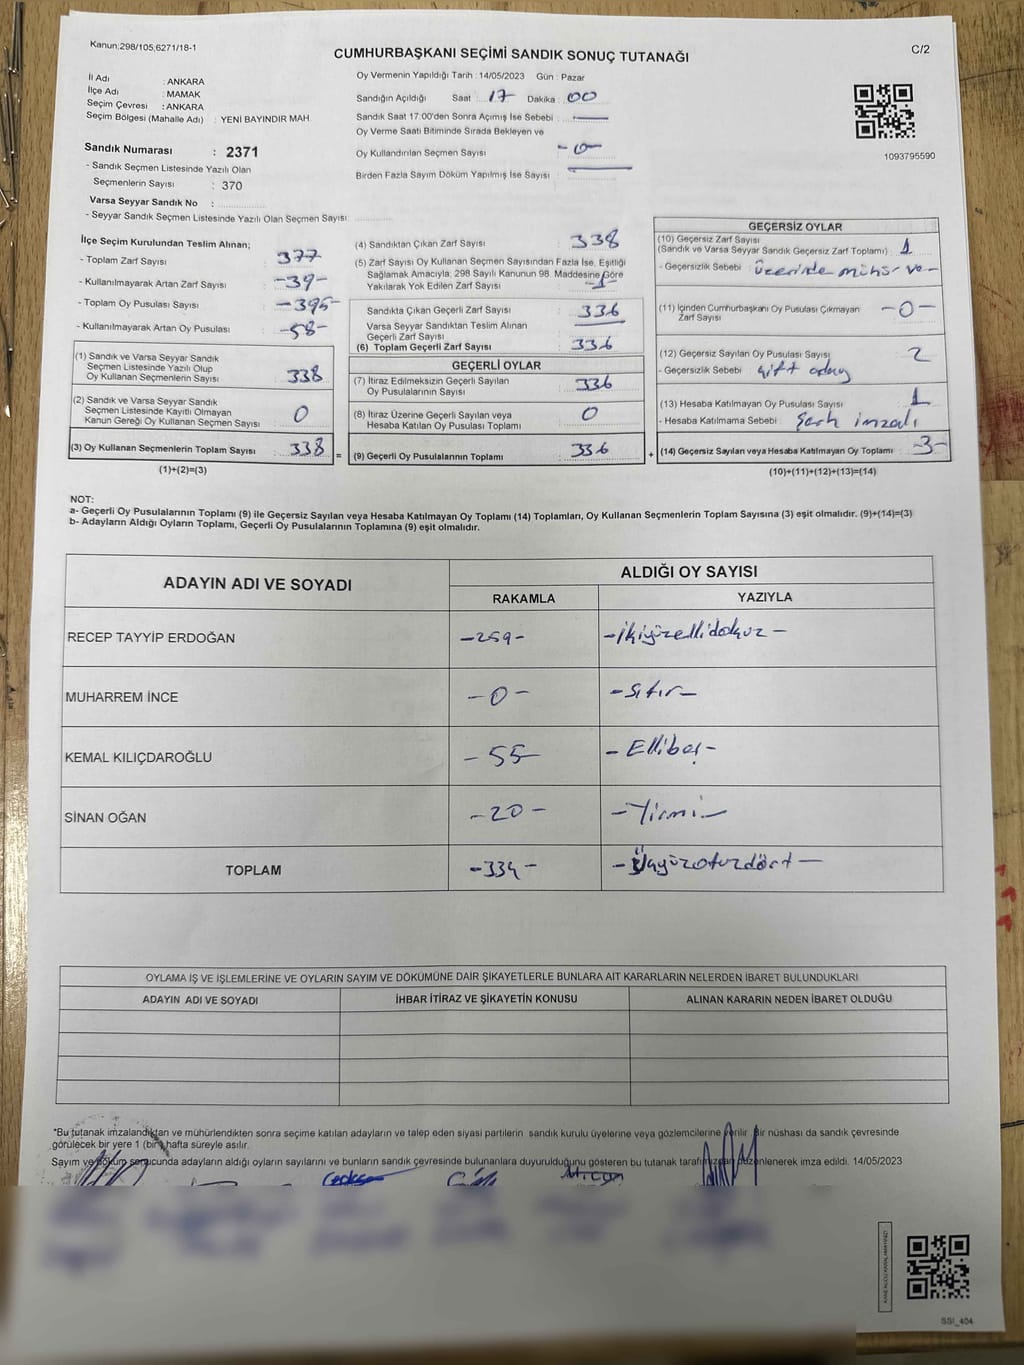 Kanun:298/105;6271/18-1
CUMHURBAŞKANI SEÇİMİ SANDIK SONUÇ TUTANAĞI
C/2
İl Adı : ANKARA
İlçe Adı : MAMAK
Seçim Çevresi : ANKARA
Seçim Bölgesi (Mahalle Adı) : YENİ BAYINDIR MAH.
Sandık Numarası : 2371
- Sandık Seçmen Listesinde Yazılı Olan
Seçmenlerin Sayısı : 370
Varsa Seyyar Sandık No :
- Seyyar Sandık Seçmen Listesinde Yazılı Olan Seçmen Sayısı:
Oy Vermenin Yapıldığı Tarih : 14/05/2023 Gün : Pazar
Sandığın Açıldığı Saat : 17 Dakika : 00
Sandık Saat 17:00'den Sonra Açımış İse Sebebi :
Oy Verme Saati Bitiminde Sırada Bekleyen ve
Oy Kullandırılan Seçmen Sayısı -0-
Birden Fazla Sayım Döküm Yapılmış İse Sayısı :
1093795590
İlçe Seçim Kurulundan Teslim Alınan;
- Toplam Zarf Sayısı : 377
- Kullanılmayarak Artan Zarf Sayısı : -39-
- Toplam Oy Pusulası Sayısı : -395-
- Kullanılmayarak Artan Oy Pusulası : -58-
(1) Sandık ve Varsa Seyyar Sandık
Seçmen Listesinde Yazılı Olup
Oy Kullanan Seçmenlerin Sayısı : 338
(2) Sandık ve Varsa Seyyar Sandık
Seçmen Listesinde Kayıtlı Olmayan
Kanun Gereği Oy Kullanan Seçmen Sayısı : 0
(3) Oy Kullanan Seçmenlerin Toplam Sayısı : 338 =
(1)+(2)=(3)
(4) Sandıktan Çıkan Zarf Sayısı : 338
(5) Zarf Sayısı Oy Kullanan Seçmen Sayısından Fazla İse, Eşitliği
Sağlamak Amacıyla, 298 Sayılı Kanunun 98. Maddesine Göre
Yakılarak Yok Edilen Zarf Sayısı :
Sandıkta Çıkan Geçerli Zarf Sayısı : 336
Varsa Seyyar Sandıktan Teslim Alınan
Geçerli Zarf Sayısı :
(6) Toplam Geçerli Zarf Sayısı : 336
GEÇERLİ OYLAR
(7) İtiraz Edilmeksizin Geçerli Sayılan
Oy Pusulalarının Sayısı : 336
(8) İtiraz Üzerine Geçerli Sayılan veya
Hesaba Katılan Oy Pusulası Toplamı : 0
(9) Geçerli Oy Pusulalarının Toplamı : 336 +
GEÇERSİZ OYLAR
(10) Geçersiz Zarf Sayısı
(Sandık ve Varsa Seyyar Sandık Geçersiz Zarf Toplamı) : 1
- Geçersizlik Sebebi : üzerinde mühür ve-
(11) İçinden Cumhurbaşkanı Oy Pusulası Çıkmayan
Zarf Sayısı : -0-
(12) Geçersiz Sayılan Oy Pusulası Sayısı : 2
- Geçersizlik Sebebi : çift aday
(13) Hesaba Katılmayan Oy Pusulası Sayısı : 1
- Hesaba Katılmama Sebebi : imzalı
(14) Geçersiz Sayılan veya Hesaba Katılmayan Oy Toplamı : -3-
(10)+(11)+(12)+(13)=(14)
NOT:
a- Geçerli Oy Pusulalarının Toplamı (9) ile Geçersiz Sayılan veya Hesaba Katılmayan Oy Toplamı (14) Toplamları, Oy Kullanan Seçmenlerin Toplam Sayısına (3) eşit olmalıdır. (9)+(14)=(3)
b- Adayların Aldığı Oyların Toplamı, Geçerli Oy Pusulalarının Toplamına (9) eşit olmalıdır.
ADAYIN ADI VE SOYADI ALDIĞI OY SAYISI
RAKAMLA YAZIYLA
RECEP TAYYİP ERDOĞAN -259- -ikiyüzellidokuz-
MUHARREM İNCE -0- -Sıfır-
KEMAL KILIÇDAROĞLU -55- -Ellibeş-
SİNAN OĞAN -20- -Yirmi-
TOPLAM -334- -Üçyüzotuzdört-
OYLAMA İŞ VE İŞLEMLERİNE VE OYLARIN SAYIM VE DÖKÜMÜNE DAİR ŞİKAYETLERLE BUNLARA AİT KARARLARIN NELERDEN İBARET BULUNDUKLARI
ADAYIN ADI VE SOYADI İHBAR İTİRAZ VE ŞİKAYETİN KONUSU ALINAN KARARIN NEDEN İBARET OLDUĞU
*Bu tutanak imzalandıktan ve mühürlendikten sonra seçime katılan adayların ve talep eden siyasi partilerin sandık kurulu üyelerine veya gözlemcilerine verilir. Bir nüshası da sandık çevresinde
görülecek bir yere 1 (bir) hafta süreyle asılır.
Sayım ve döküm sonucunda adayların aldığı oyların sayılarını ve bunların sandık çevresinde bulunanlara duyurulduğunu gösteren bu tutanak tarafımızdan düzenlenerek imza edildi. 14/05/2023
SSI_404